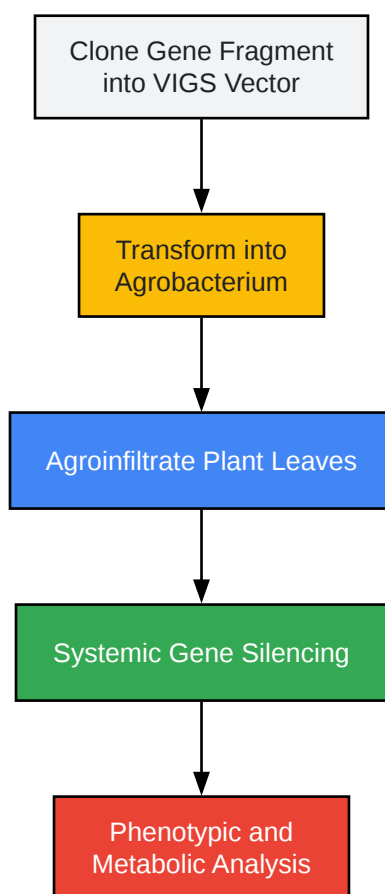 Clone Gene Fragment
into VIGS Vector
Transform into
Agrobacterium
Agroinfiltrate Plant Leaves
Systemic Gene Silencing
Phenotypic and
Metabolic Analysis